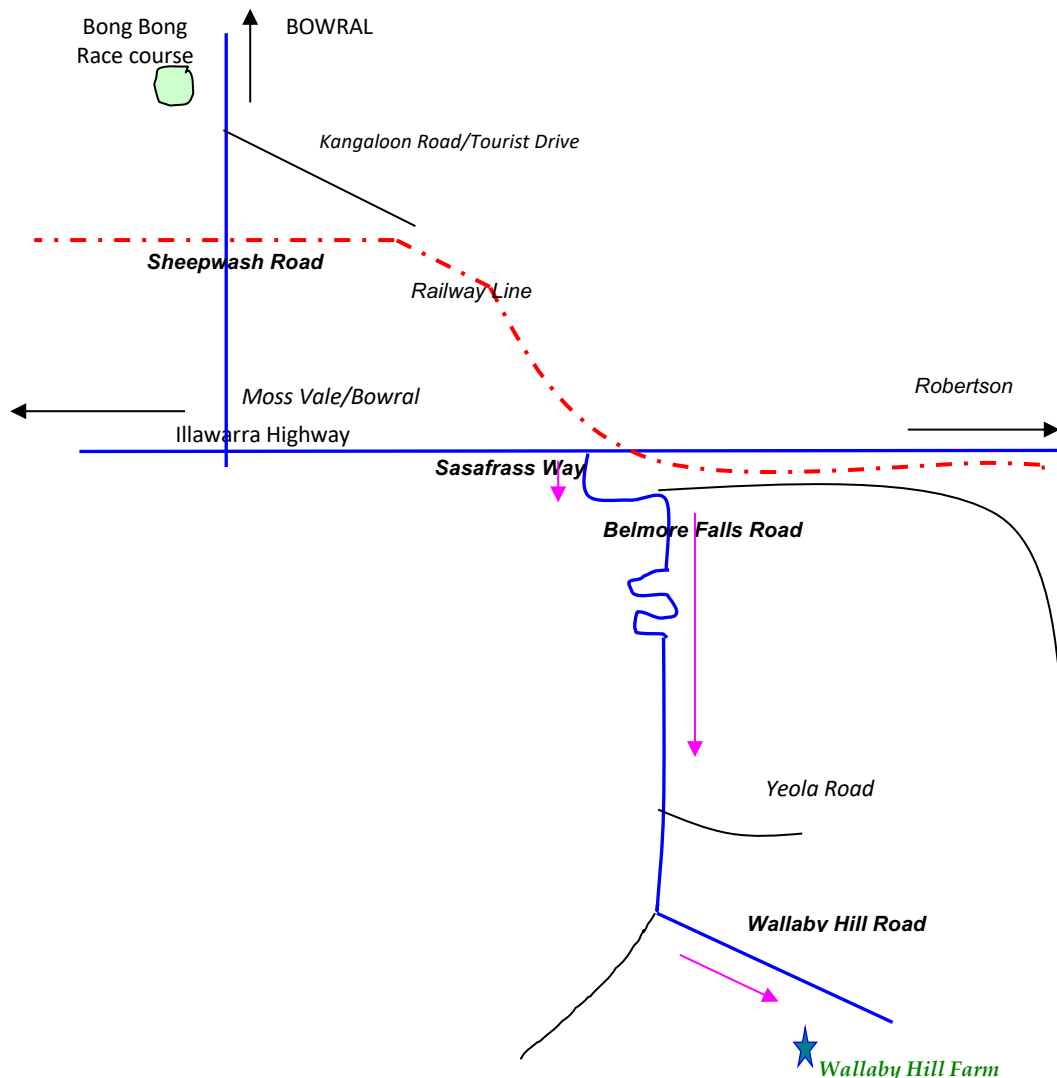 Bong Bong
Race course
BOWRAL
Kangaloon Road/Tourist Drive
Sheepwash Road
Railway Line
Moss Vale/Bowral
Robertson
Illawarra Highway
Sasafrass Way
Belmore Falls Road
Yeola Road
Wallaby Hill Road
Wallaby Hill Farm